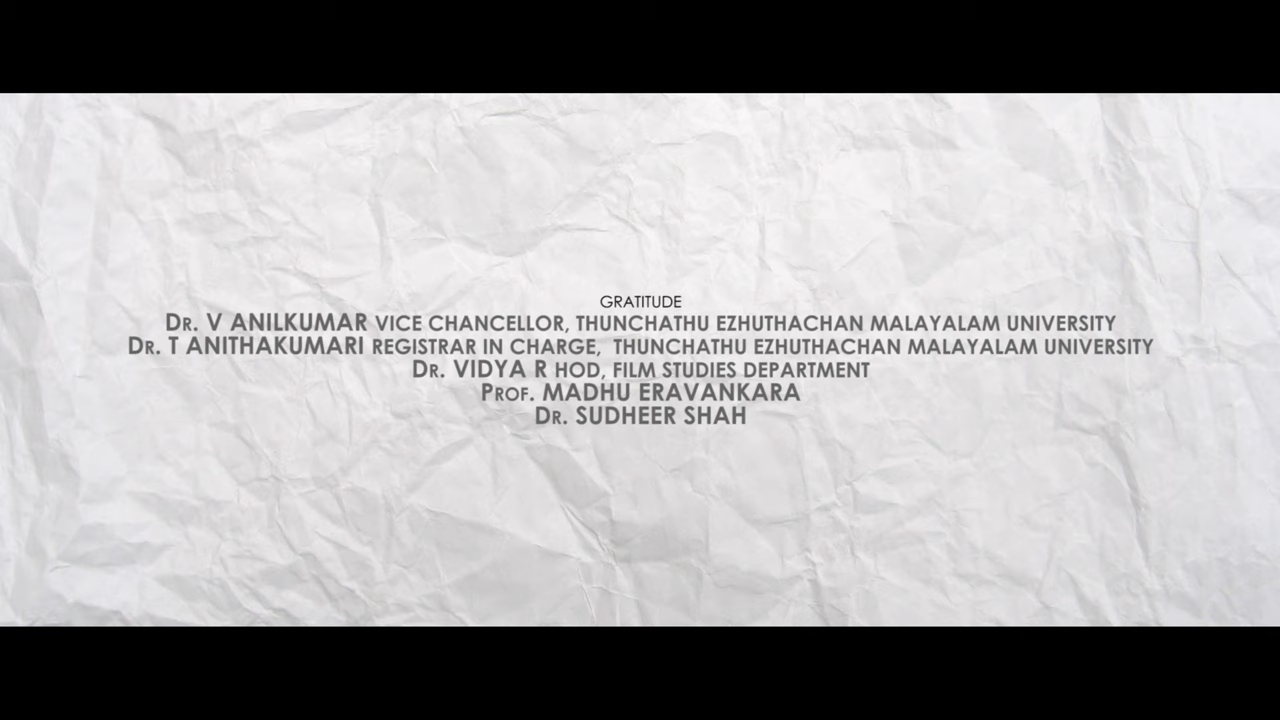 GRATITUDE
DR. V ANILKUMAR VICE CHANCELLOR, THUNCHATHU EZHUTHACHAN MALAYALAM UNIVERSITY
DR. T ANITHAKUMARI REGISTRAR IN CHARGE, THUNCHATHU EZHUTHACHAN MALAYALAM UNIVERSITY
DR. VIDYA R HOD, FILM STUDIES DEPARTMENT
PROF. MADHU ERAVANKARA
DR. SUDHEER SHAH